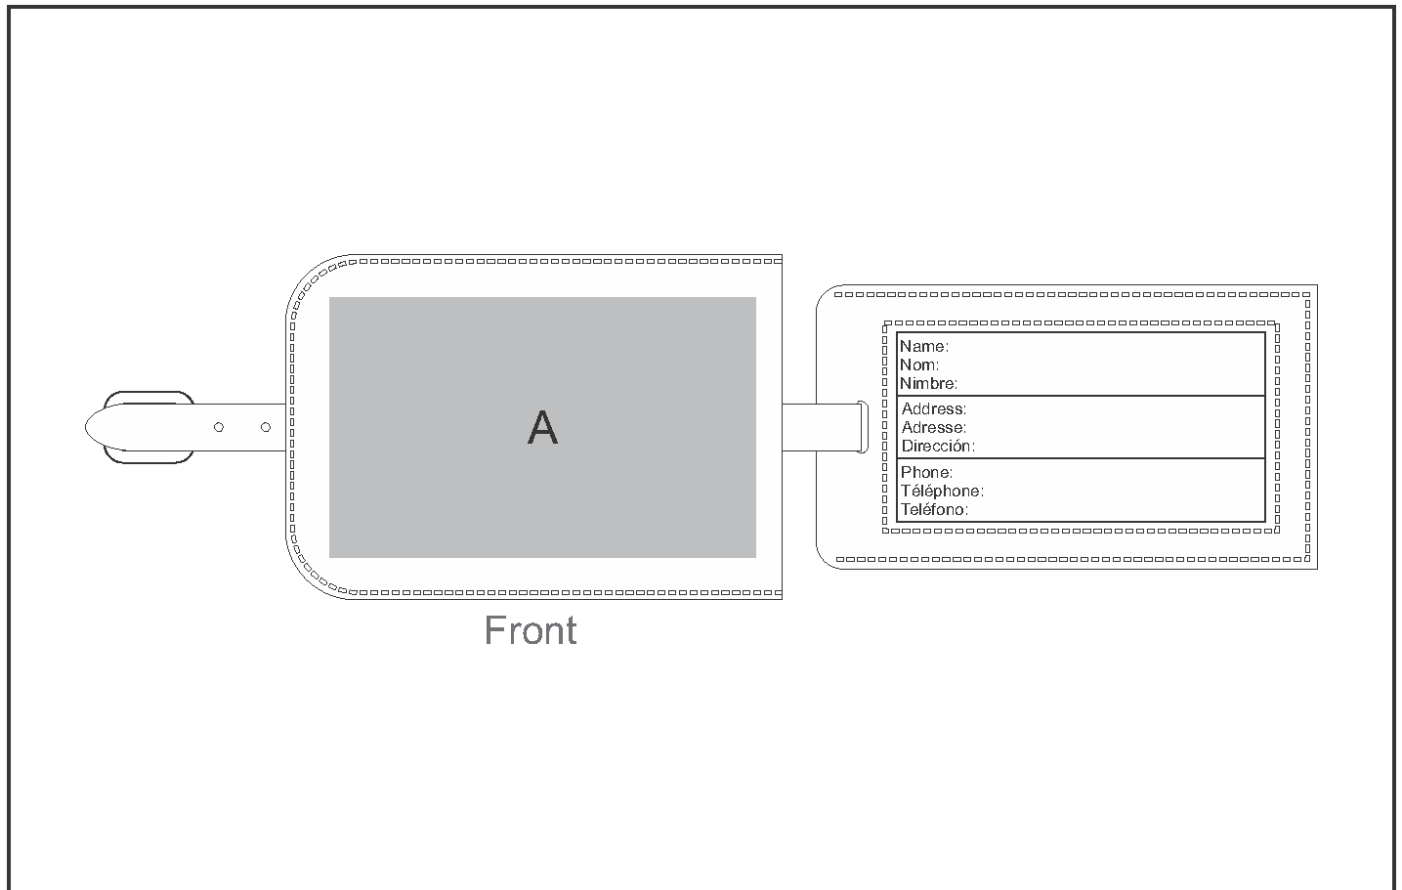 A
Front
Name:
Nom:
Nimbre:
Address:
Adresse:
Dirección:
Phone:
Téléphone:
Teléfono: